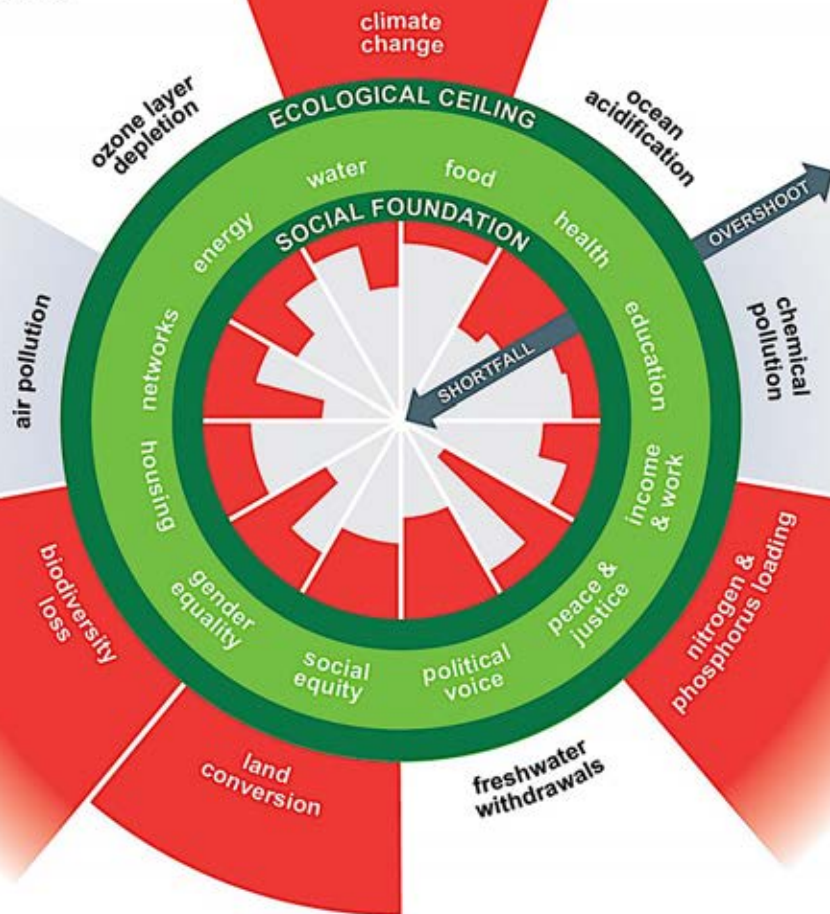 climate
change
ozone layer
depletion
ocean
acidification
ECOLOGICAL CEILING
OVERSHOOT
water
food
energy
health
SOCIAL FOUNDATION
networks
education
SHORTFALL
air pollution
chemical
pollution
housing
income
& work
gender
equality
peace &
justice
social
equity
political
voice
biodiversity
loss
nitrogen &
phosphorus loading
land
conversion
freshwater
withdrawals